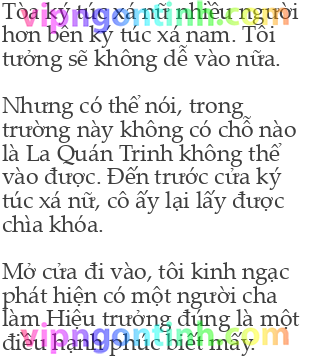 Tòa ký túc xá nữ nhiều người
hơn bên ký túc xá nam. Tôi
tưởng sẽ không dễ vào nữa.
Nhưng có thể nói, trong
trường này không có chỗ nào
là La Quán Trinh không thể
vào được. Đến trước cửa ký
túc xá nữ, cô ấy lại lấy được
chìa khóa.
Mở cửa đi vào, tôi kinh ngạc
phát hiện có một người cha
làm Hiệu trưởng đúng là một
điều hạnh phúc biết mấy.
vipngontinh.com
vipngontinh.com